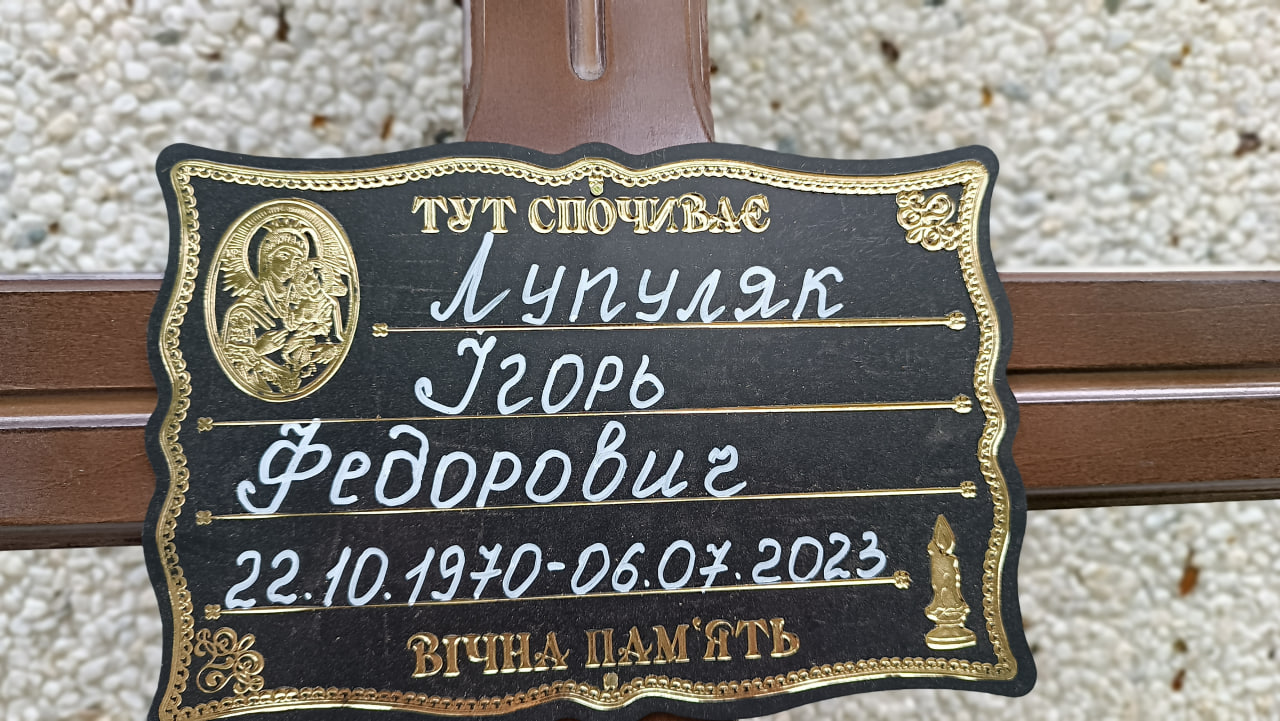 ТУТ СПОЧИВАЄ
Лупуляк
Ігорь
Федорович
22.10.1970-06.07.2023
ВІЧНА ПАМ'ЯТЬ